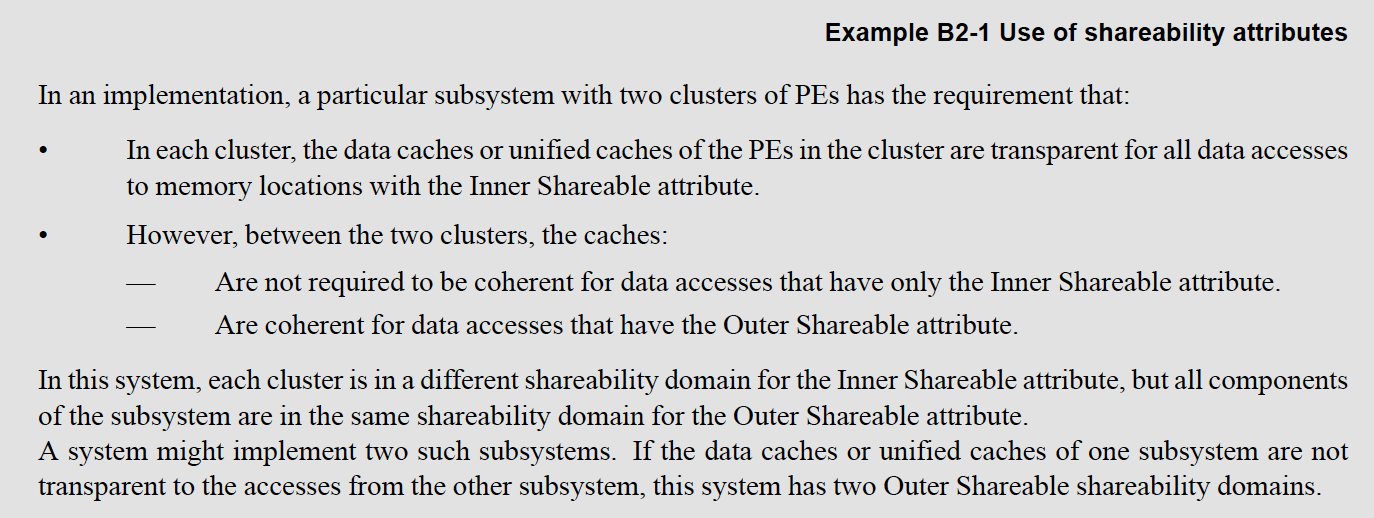 Example B2-1 Use of shareability attributes
In an implementation, a particular subsystem with two clusters of PEs has the requirement that:
• In each cluster, the data caches or unified caches of the PEs in the cluster are transparent for all data accesses
to memory locations with the Inner Shareable attribute.
• However, between the two clusters, the caches:
— Are not required to be coherent for data accesses that have only the Inner Shareable attribute.
— Are coherent for data accesses that have the Outer Shareable attribute.
In this system, each cluster is in a different shareability domain for the Inner Shareable attribute, but all components
of the subsystem are in the same shareability domain for the Outer Shareable attribute.
A system might implement two such subsystems. If the data caches or unified caches of one subsystem are not
transparent to the accesses from the other subsystem, this system has two Outer Shareable shareability domains.